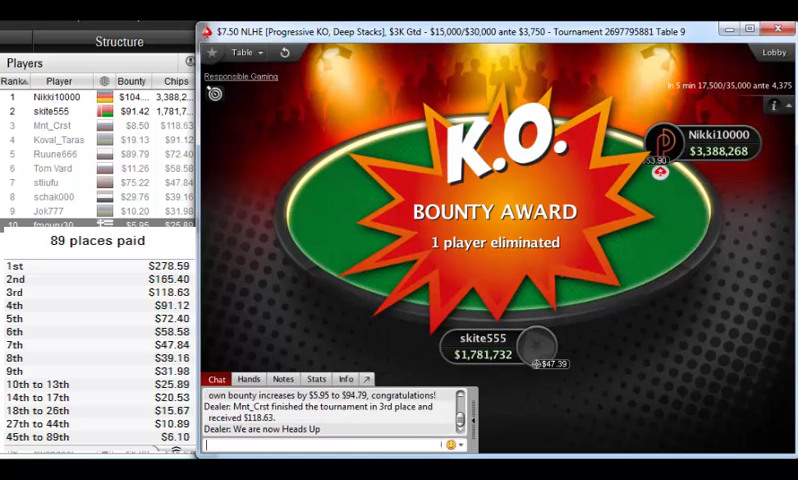 $7.50 NLHE [Progressive KO, Deep Stacks], $3K Gtd - $15,000/$30,000 ante $3,750 - Tournament 2697795881 Table 9
Structure
Table
Lobby
Players
Rank Player Bounty Chips
1 Nikki10000 $104... 3,388,2...
2 skite555 $91.42 1,781,7...
3 Mnt_Crst $8.50 $118.63
4 Koval_Taras $19.13 $91.12
5 Ruune666 $89.79 $72.40
6 Tom Vard $11.26 $58.58
7 stliufu $75.22 $47.84
8 schak000 $29.76 $39.16
9 Jok777 $10.20 $31.98
10 fmouru30 $5.95 $25.89
89 places paid
1st $278.59
2nd $165.40
3rd $118.63
4th $91.12
5th $72.40
6th $58.58
7th $47.84
8th $39.16
9th $31.98
10th to 13th $25.89
14th to 17th $20.53
18th to 26th $15.67
27th to 44th $10.89
45th to 89th $6.10
Responsible Gaming
In 5 min 17,500/35,000 ante 4,375
Nikki10000
$3,388,268
53.90
K.O.
BOUNTY AWARD
1 player eliminated
skite555
$1,781,732
$47.39
Chat Hands Notes Stats Info
own bounty increases by $5.95 to $94.79, congratulations!
Dealer: Mnt_Crst finished the tournament in 3rd place and
received $118.63.
Dealer: We are now Heads Up